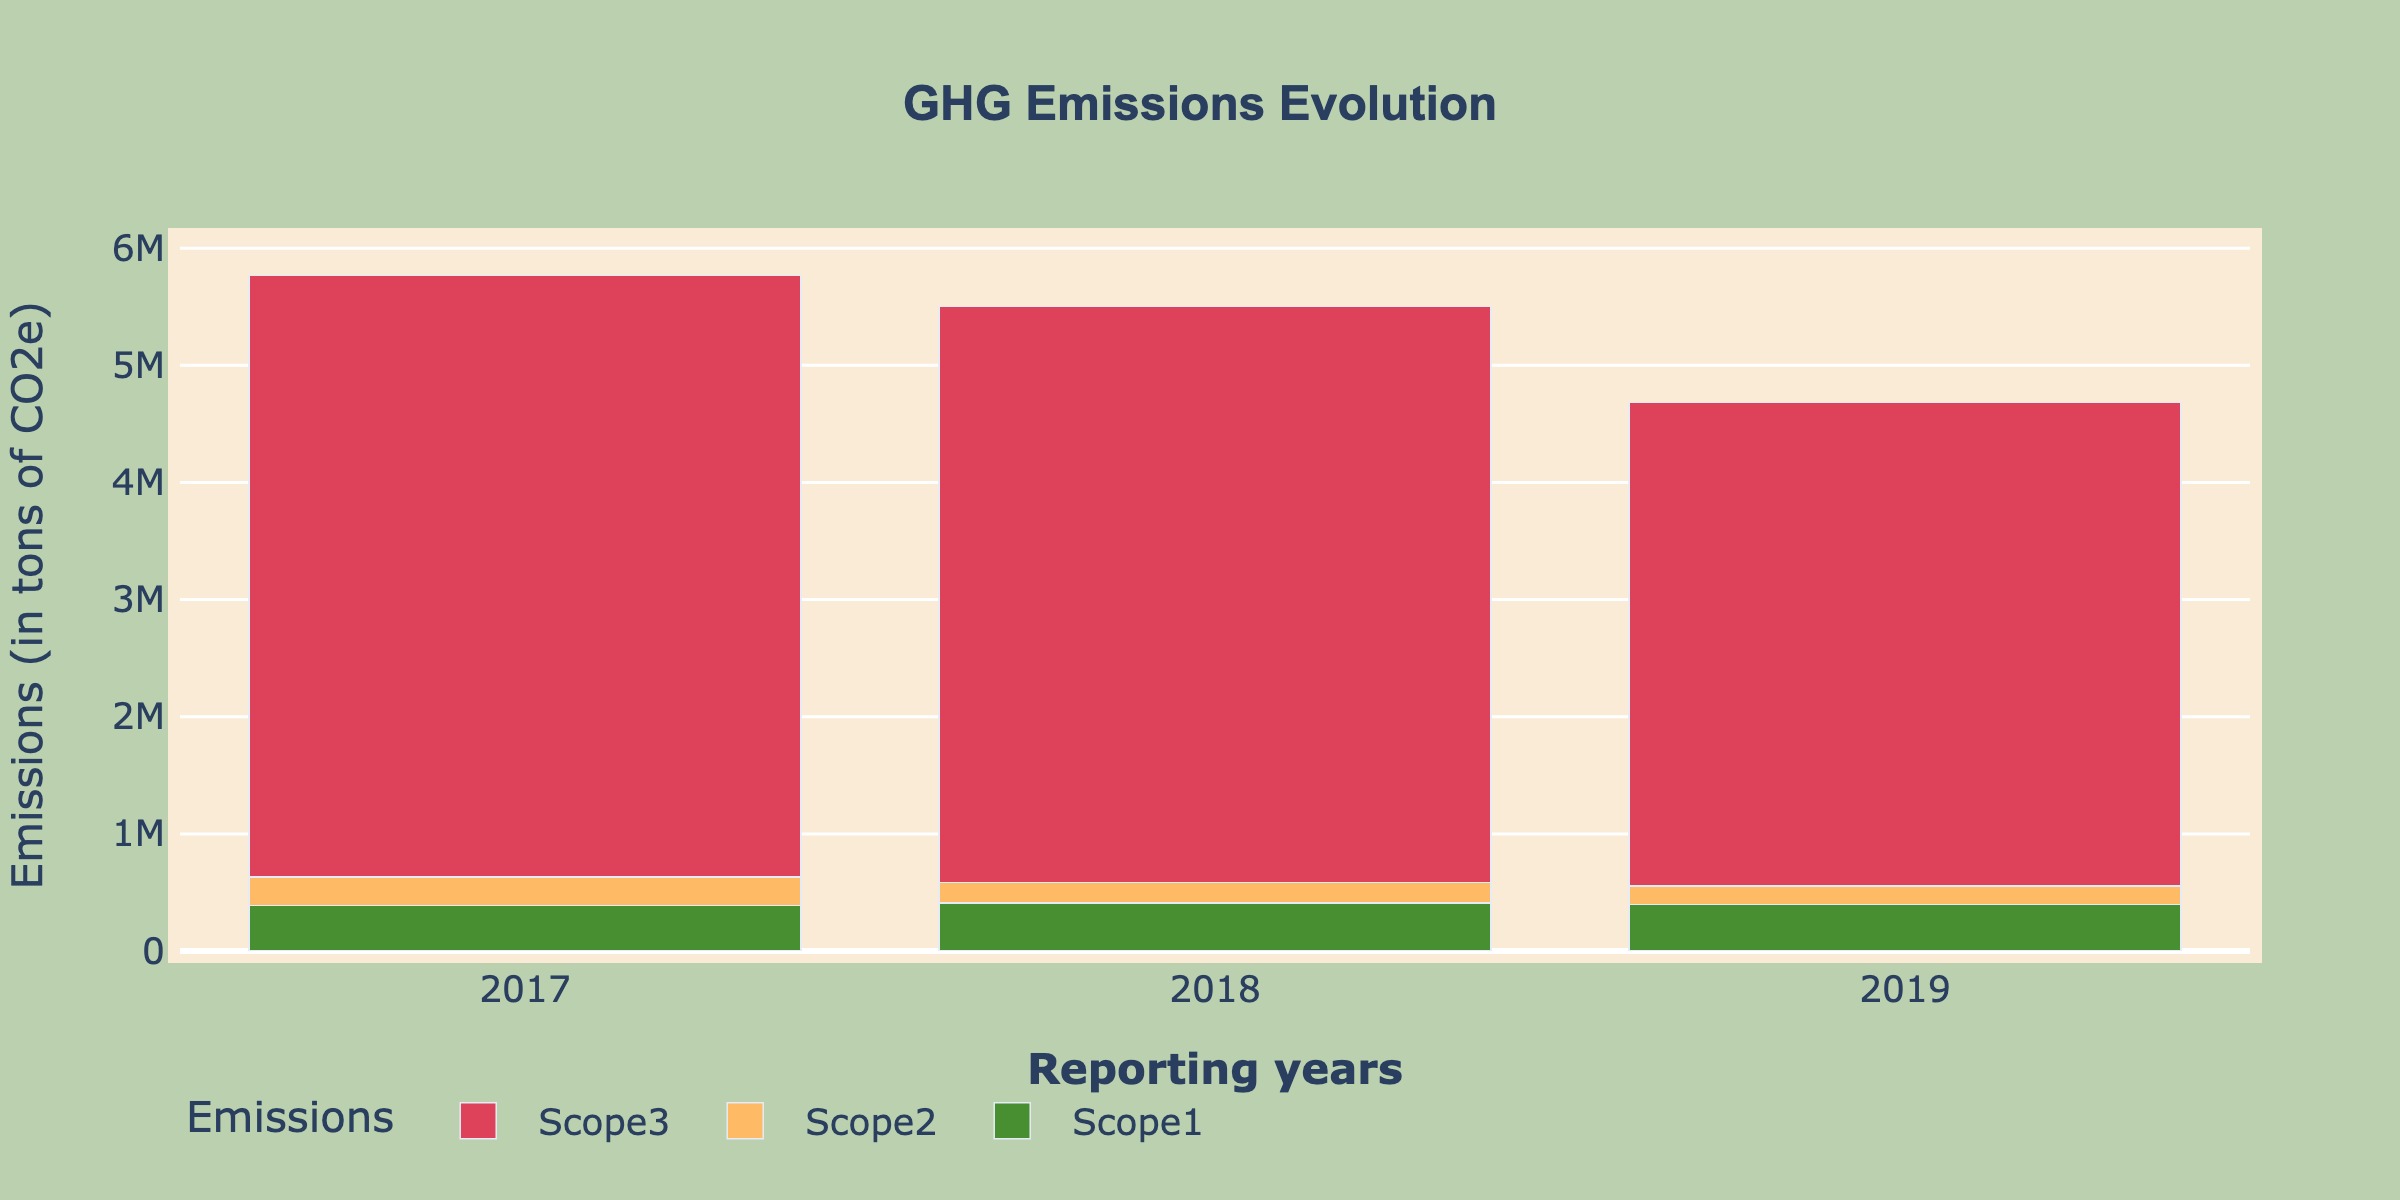 GHG Emissions Evolution
Emissions (in tons of CO2e)
6M
5M
4M
3M
2M
1M
0
2017
2018
2019
Reporting years
Emissions
Scope3
Scope2
Scope1